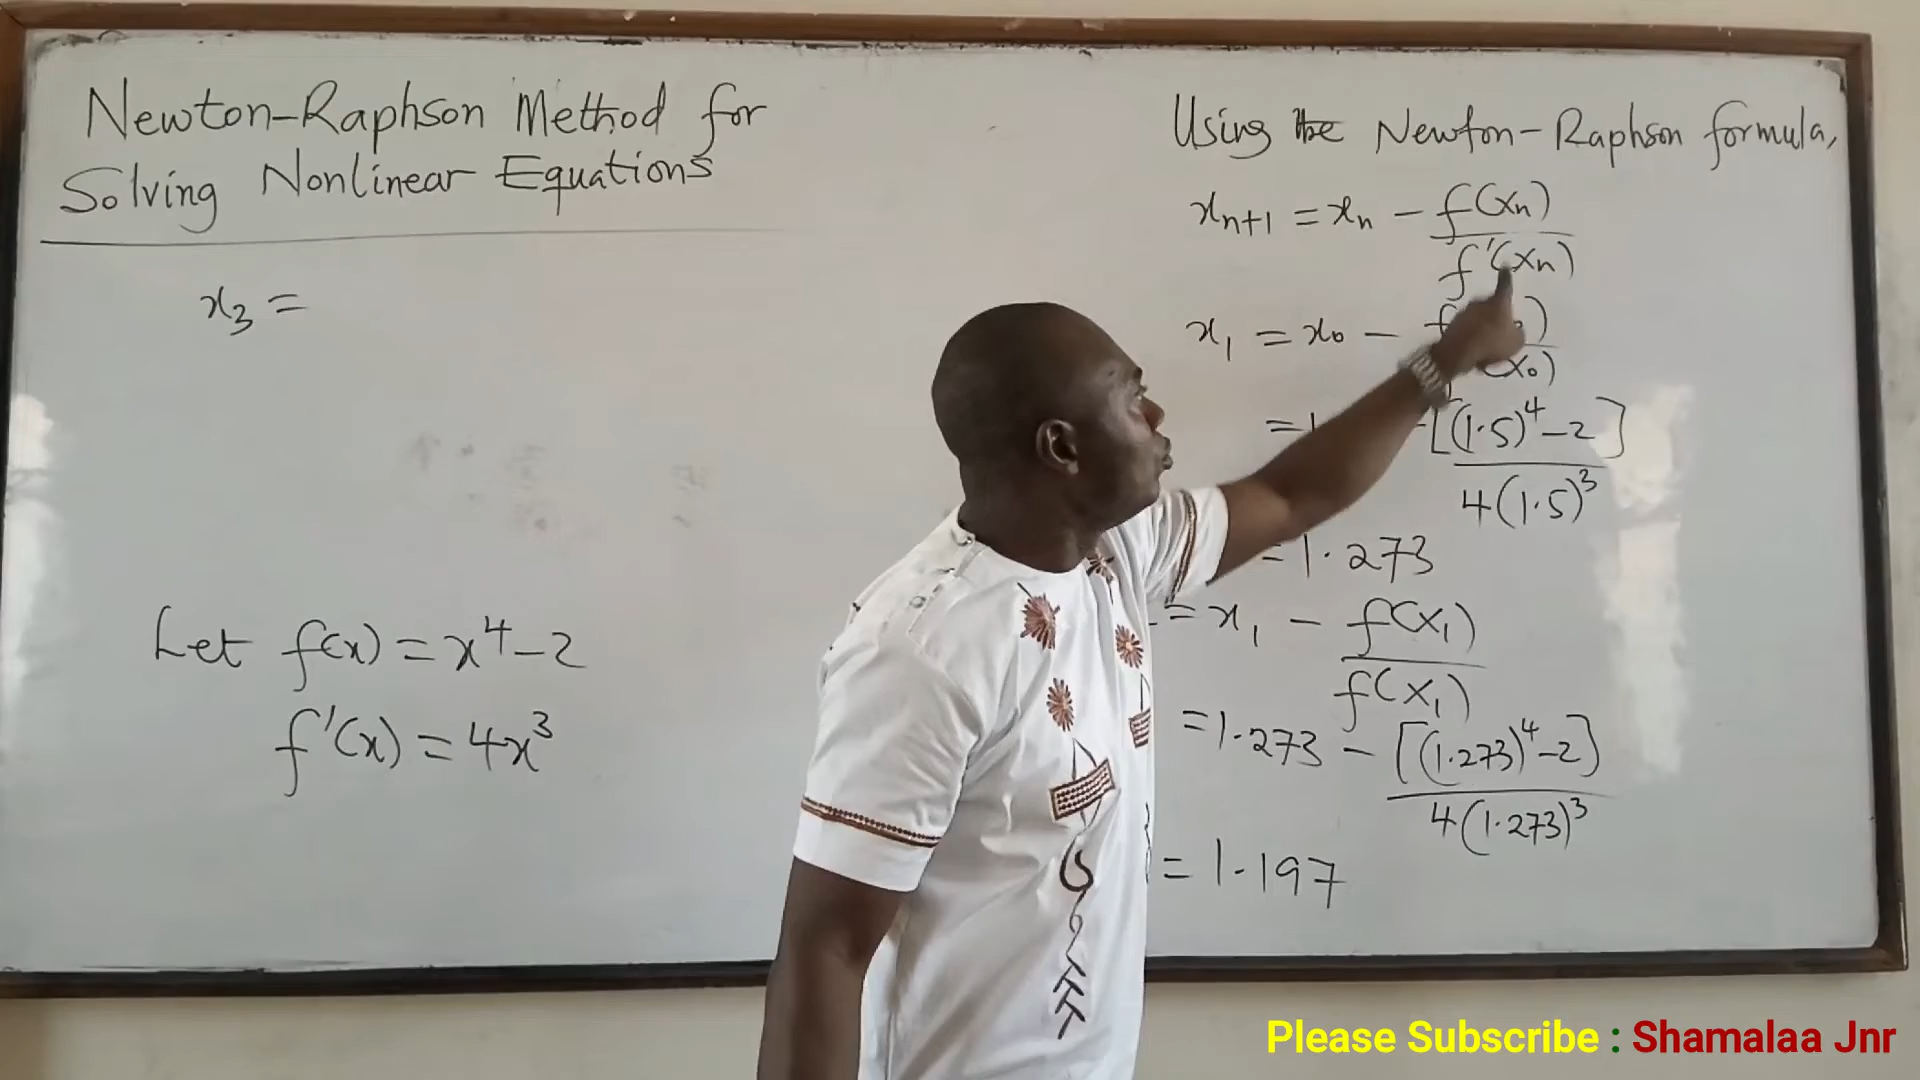 Newton-Raphson Method for
Solving Nonlinear Equations
x₃ =
Let f(x) = x⁴-2
f'(x) = 4x³
Using the Newton-Raphson formula,
xₙ₊₁ = xₙ - f(xₙ)
f'(xₙ)
x₁ = x₀ -
(x₀)
[(1.5)⁴-2]
4(1.5)³
= 1.273
= x₁ - f(x₁)
f(x₁)
= 1.273 - [(1.273)⁴-2]
4(1.273)³
= 1.197
Please Subscribe : Shamalaa Jnr